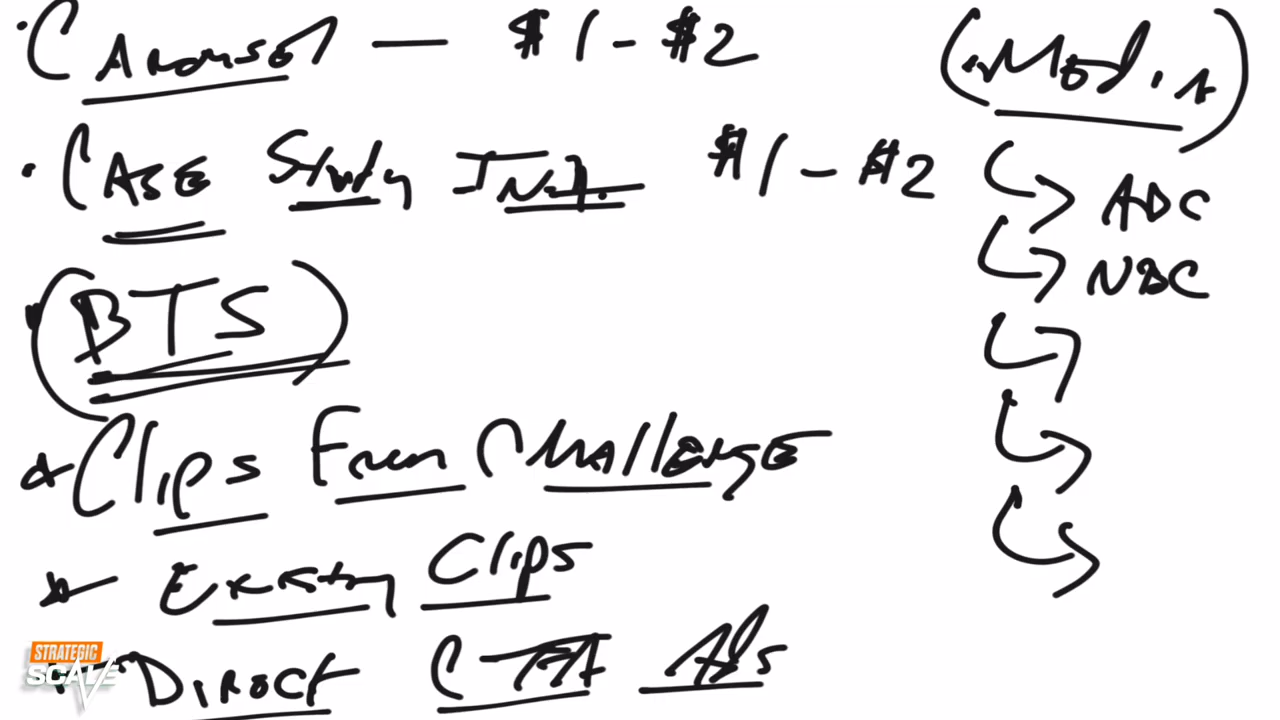 • Carousel — $1 - $2
• Case Study Int. $1 - $2
(BTS)
Clips From Challenge
Existing Clips
Direct CTA Ads
(Media)
ABC
NBC
STRATEGIC
SCALE